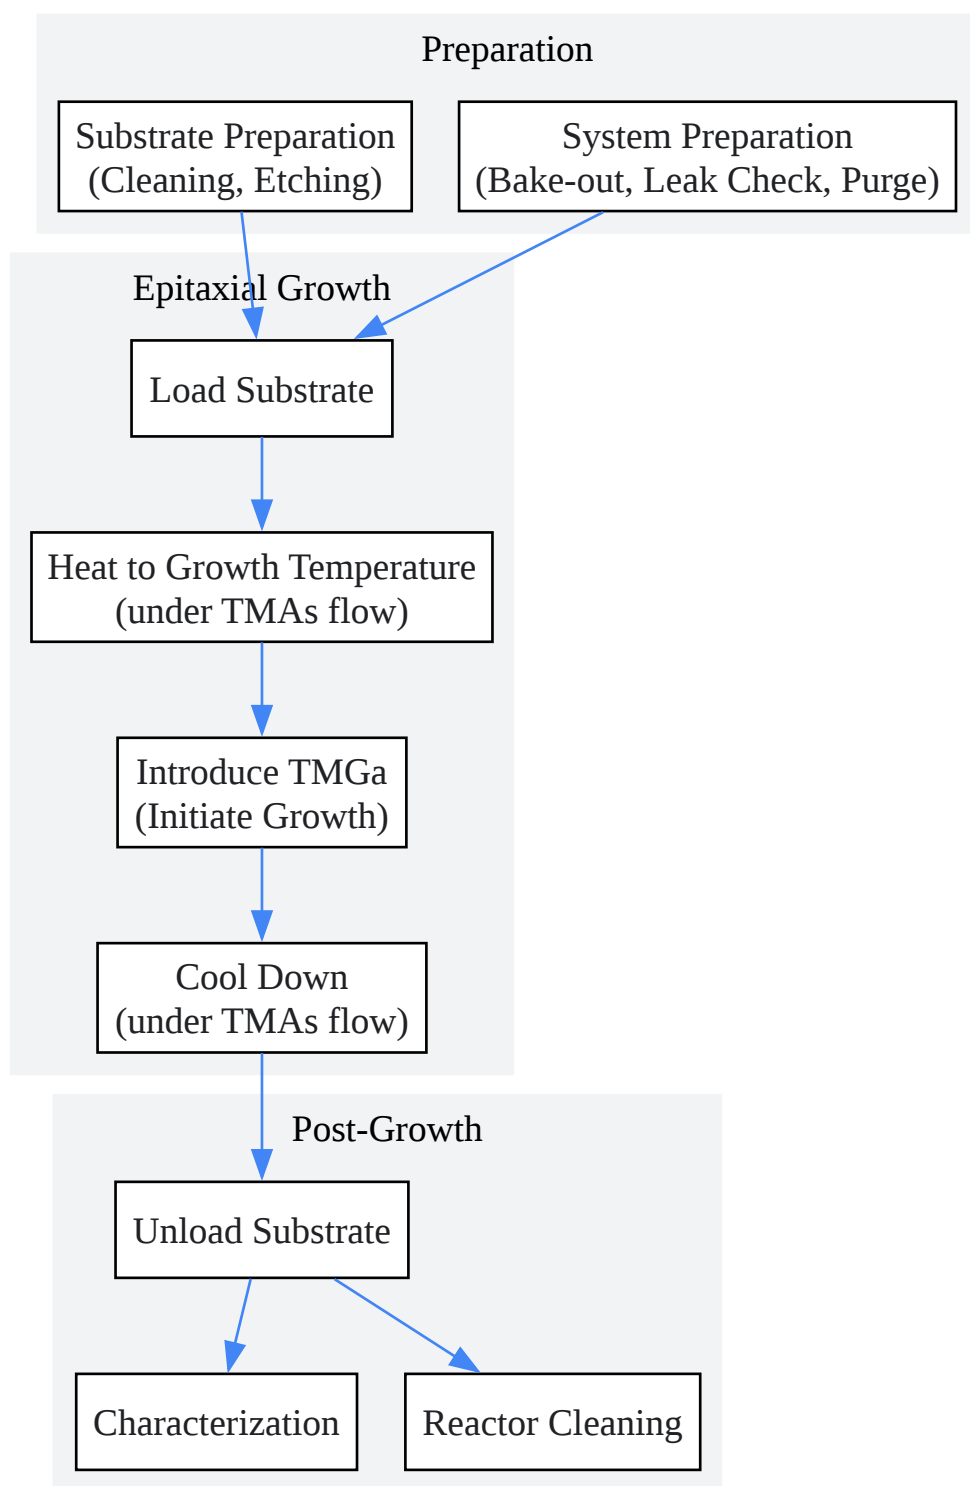 Preparation
Substrate Preparation
(Cleaning, Etching)
System Preparation
(Bake-out, Leak Check, Purge)
Epitaxial Growth
Load Substrate
Heat to Growth Temperature
(under TMAs flow)
Introduce TMGa
(Initiate Growth)
Cool Down
(under TMAs flow)
Post-Growth
Unload Substrate
Characterization
Reactor Cleaning